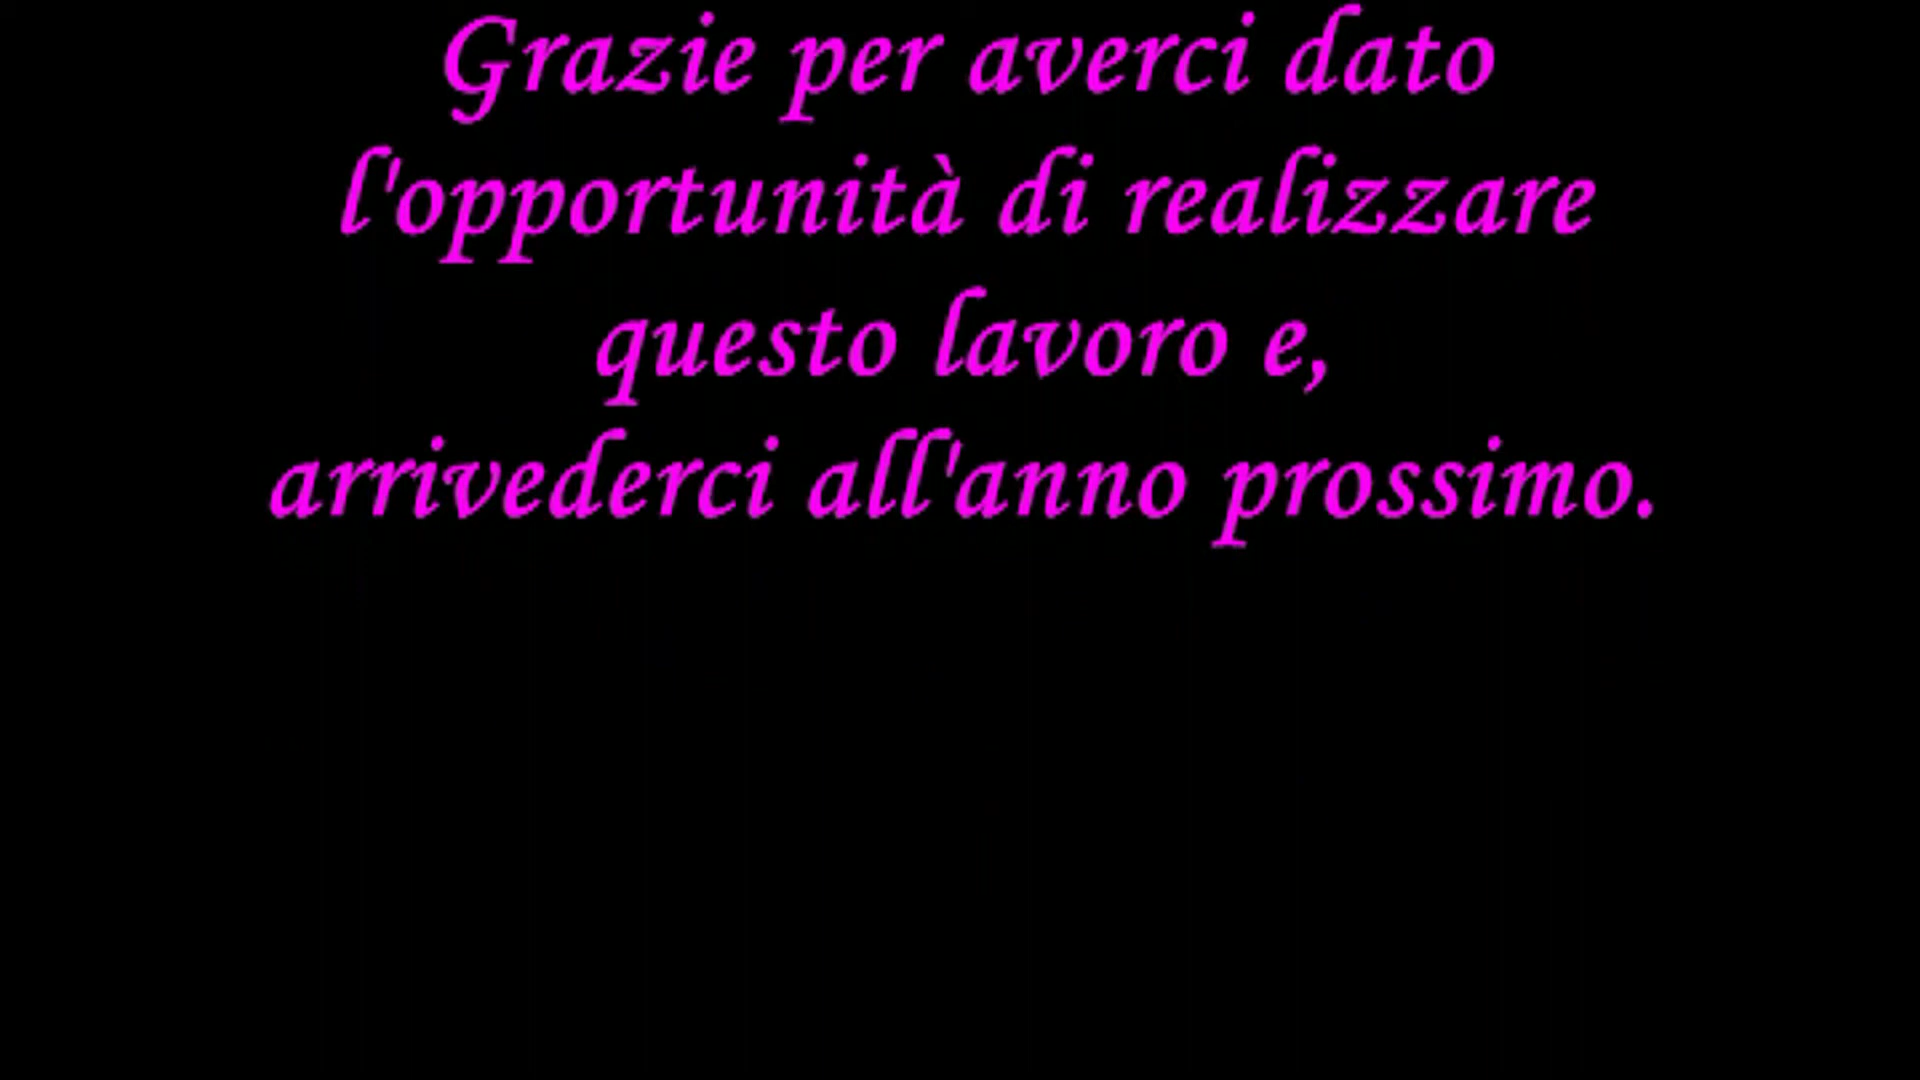 Grazie per averci dato
l'opportunità di realizzare
questo lavoro e,
arrivederci all'anno prossimo.